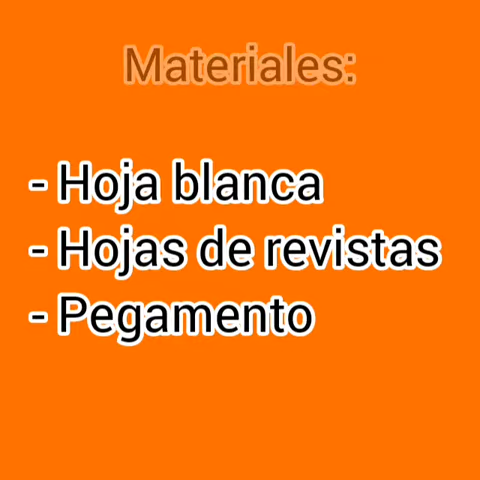 Materiales:
- Hoja blanca
- Hojas de revistas
- Pegamento